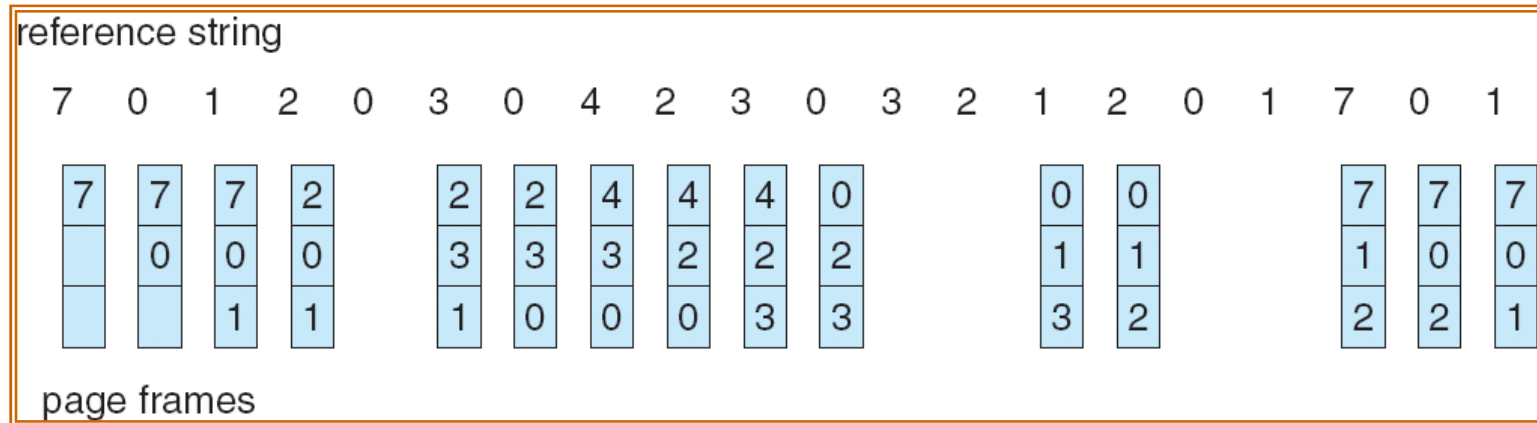 reference string
7 0 1 2 0 3 0 4 2 3 0 3 2 1 2 0 1 7 0 1
7 7 7 2 2 2 4 4 4 0 0 0 7 7 7
0 0 0 3 3 3 2 2 2 1 1 1 0 0
1 1 1 0 0 0 3 3 3 2 2 2 1
page frames